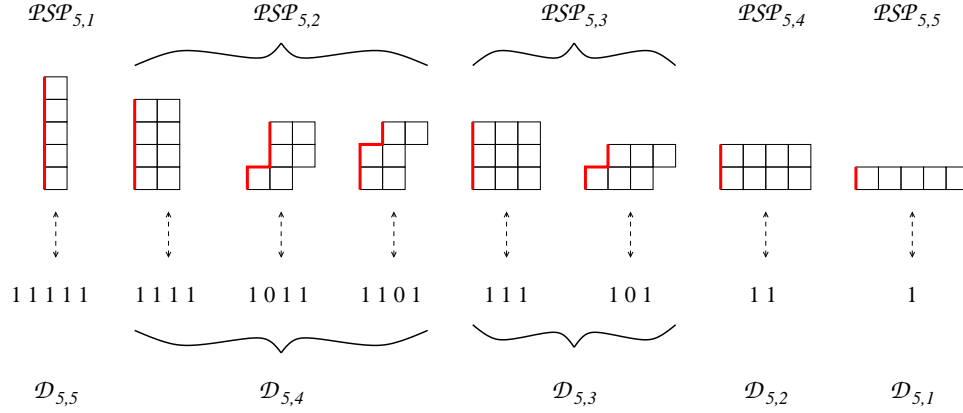 PSP5,1 PSP5,2 PSP5,3 PSP5,4 PSP5,5
1 1 1 1 1 1 1 1 1 1 0 1 1 1 1 0 1 1 1 1 1 0 1 1 1 1
D5,5 D5,4 D5,3 D5,2 D5,1